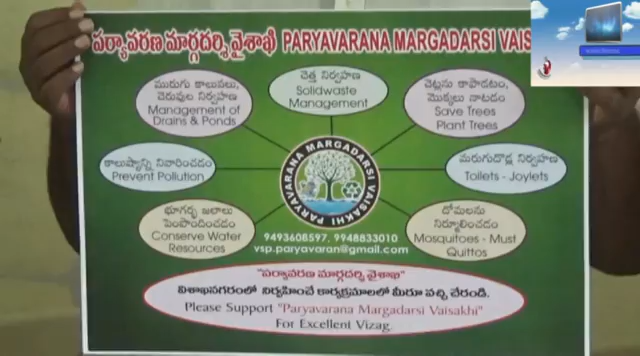 పర్యావరణ మార్గదర్శి వైశాఖి PARYAVARANA MARGADARSI VAIS
చెత్త నిర్వహణ
Solidwaste
Management
మురుగు కాలువలు,
చెరువుల నిర్వహణ
Management of
Drains & Ponds
చెట్లను కాపాడటం,
మొక్కలు నాటడం
Save Trees
Plant Trees
కాలుష్యాన్ని నివారించడం
Prevent Pollution
PARYAVARANA MARGADARSI VAISAKHI
మరుగుదొడ్ల నిర్వహణ
Toilets - Joylets
భూగర్భ జలాలు
పెంపొందించడం
Conserve Water
Resources
దోమలను
నిర్మూలించడం
Mosquitoes - Must
Quittos
9493608597, 9948833010
vsp.paryavaran@gmail.com
"పర్యావరణ మార్గదర్శి వైశాఖి"
విశాఖనగరంలో నిర్వహించే కార్యక్రమాలలో మీరూ వచ్చి చేరండి.
Please Support "Paryavarana Margadarsi Vaisakhi"
For Excellent Vizag.